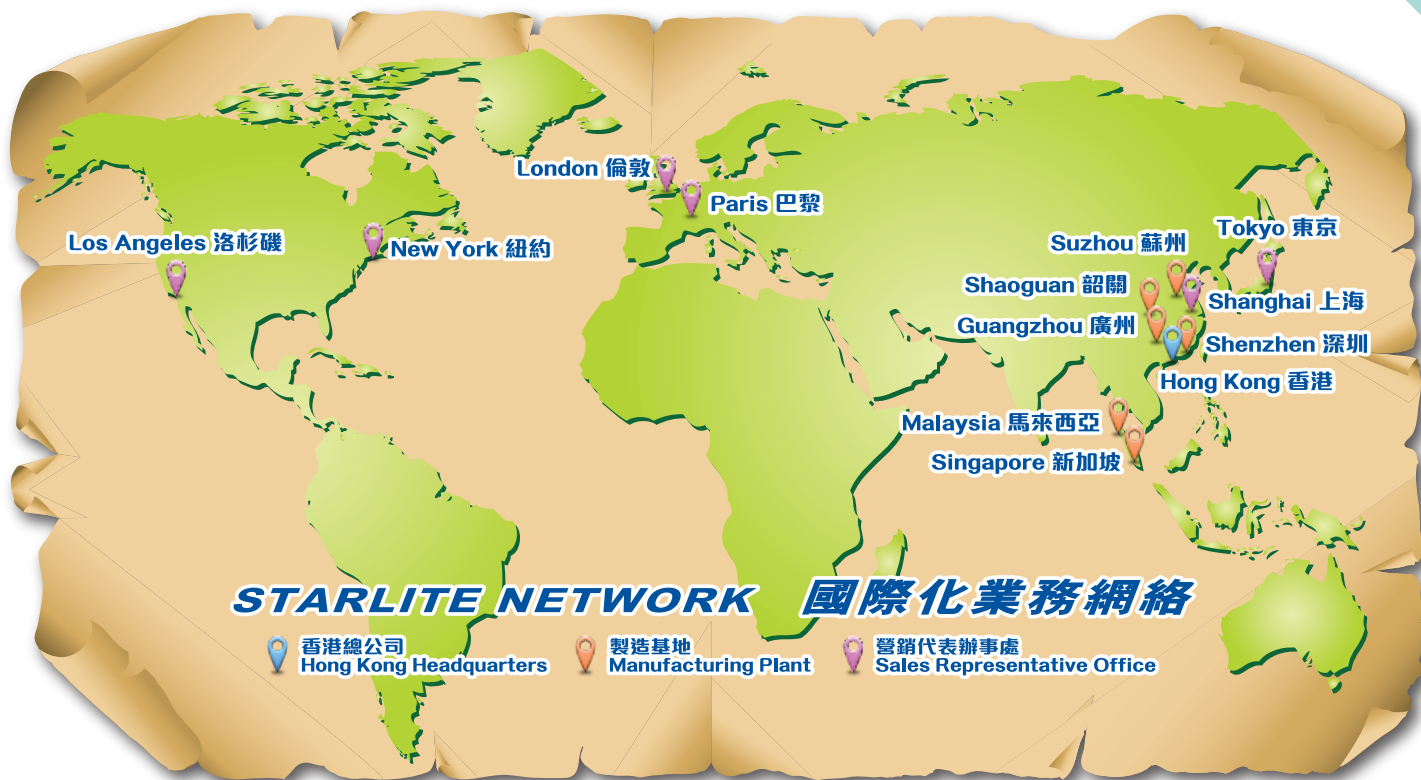 London 倫敦
Paris 巴黎
Los Angeles 洛杉磯
New York 紐約
Tokyo 東京
Suzhou 蘇州
Shaoguan 韶關
Shanghai 上海
Guangzhou 廣州
Shenzhen 深圳
Hong Kong 香港
Malaysia 馬來西亞
Singapore 新加坡
STARLITE NETWORK 國際化業務網絡
香港總公司
Hong Kong Headquarters
製造基地
Manufacturing Plant
營銷代表辦事處
Sales Representative Office